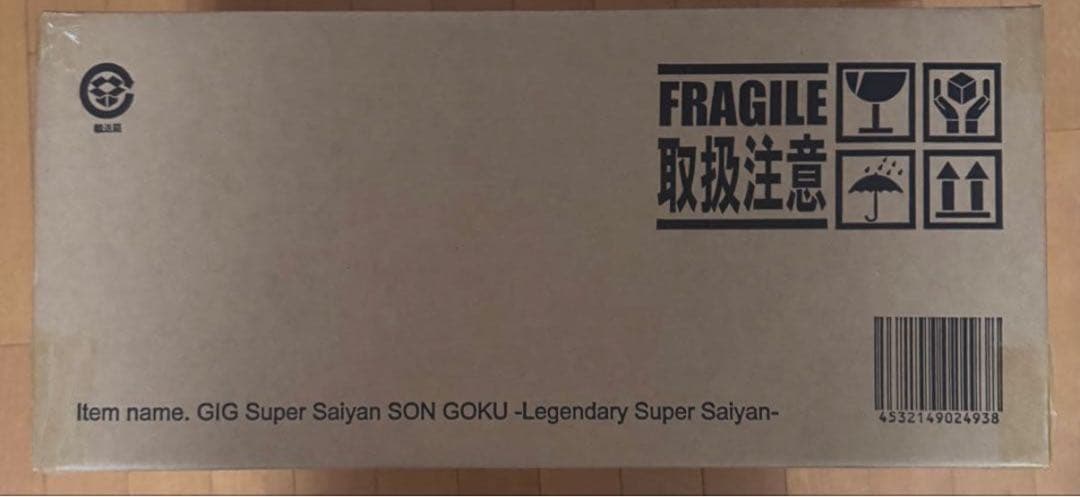 FRAGILE
取扱注意
Item name. GIG Super Saiyan SON GOKU -Legendary Super Saiyan-
4532149024938